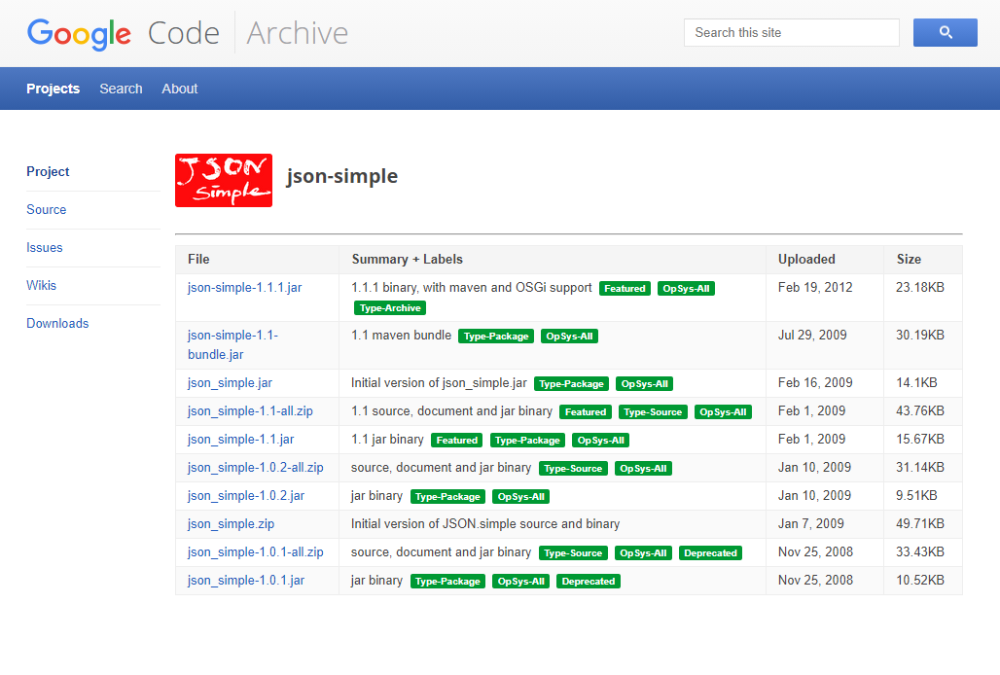 Google Code Archive
Search this site
Projects Search About
Project
Source
Issues
Wikis
Downloads
JSON
Simple
json-simple
File Summary + Labels Uploaded Size
json-simple-1.1.1.jar 1.1.1 binary, with maven and OSGi support Featured OpSys-All Feb 19, 2012 23.18KB
Type-Archive
json-simple-1.1- 1.1 maven bundle Type-Package OpSys-All Jul 29, 2009 30.19KB
bundle.jar
json_simple.jar Initial version of json_simple.jar Type-Package OpSys-All Feb 16, 2009 14.1KB
json_simple-1.1-all.zip 1.1 source, document and jar binary Featured Type-Source OpSys-All Feb 1, 2009 43.76KB
json_simple-1.1.jar 1.1 jar binary Featured Type-Package OpSys-All Feb 1, 2009 15.67KB
json_simple-1.0.2-all.zip source, document and jar binary Type-Source OpSys-All Jan 10, 2009 31.14KB
json_simple-1.0.2.jar jar binary Type-Package OpSys-All Jan 10, 2009 9.51KB
json_simple.zip Initial version of JSON.simple source and binary Jan 7, 2009 49.71KB
json_simple-1.0.1-all.zip source, document and jar binary Type-Source OpSys-All Deprecated Nov 25, 2008 33.43KB
json_simple-1.0.1.jar jar binary Type-Package OpSys-All Deprecated Nov 25, 2008 10.52KB